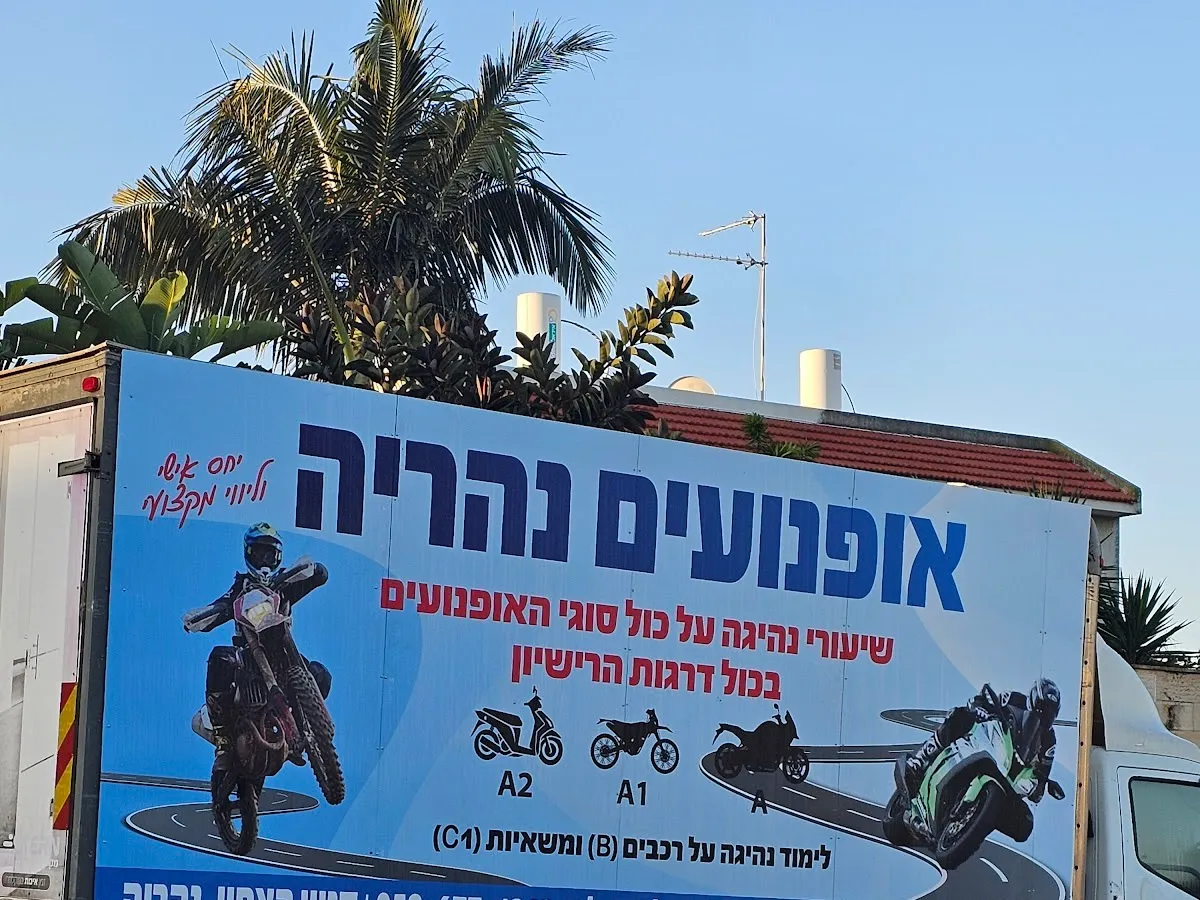 אופנועים נהריה
יחס אישי
וליווי מקצועי
שיעורי נהיגה על כול סוגי האופנועים
בכול דרגות הרישיון
A2 A1 A
לימוד נהיגה על רכבים (B) ומשאיות (C1)